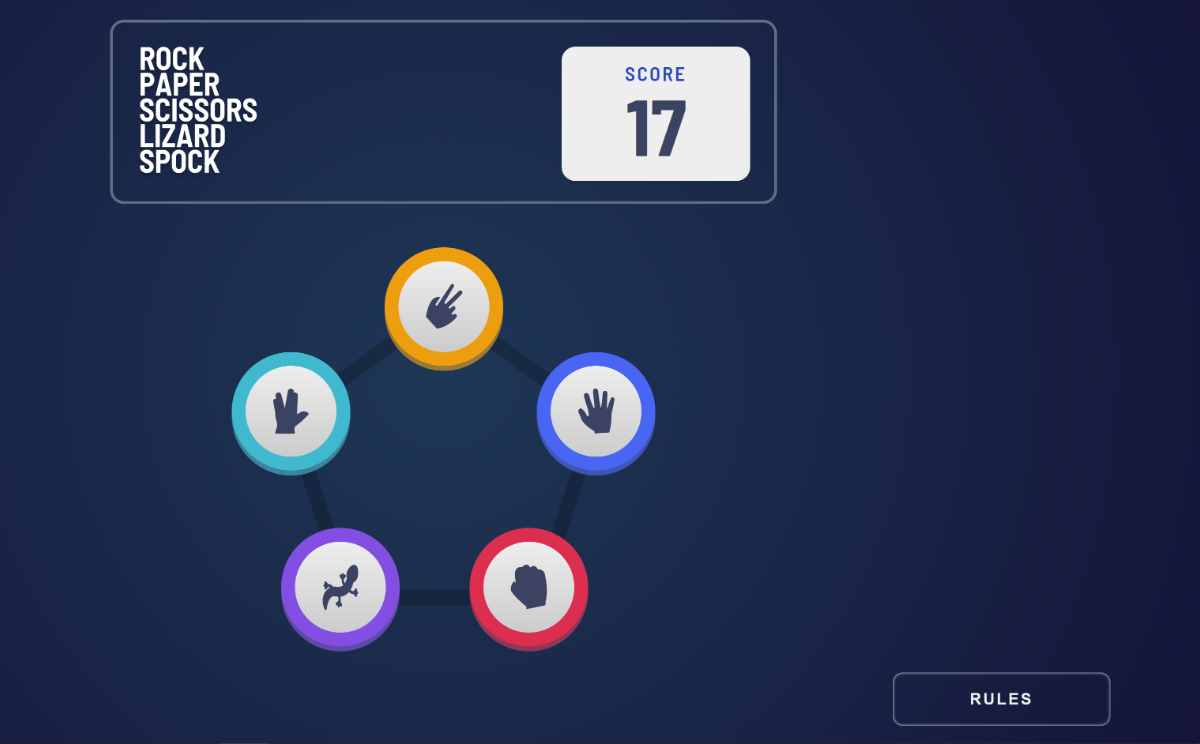 ROCK
PAPER
SCISSORS
LIZARD
SPOCK
SCORE
17
RULES